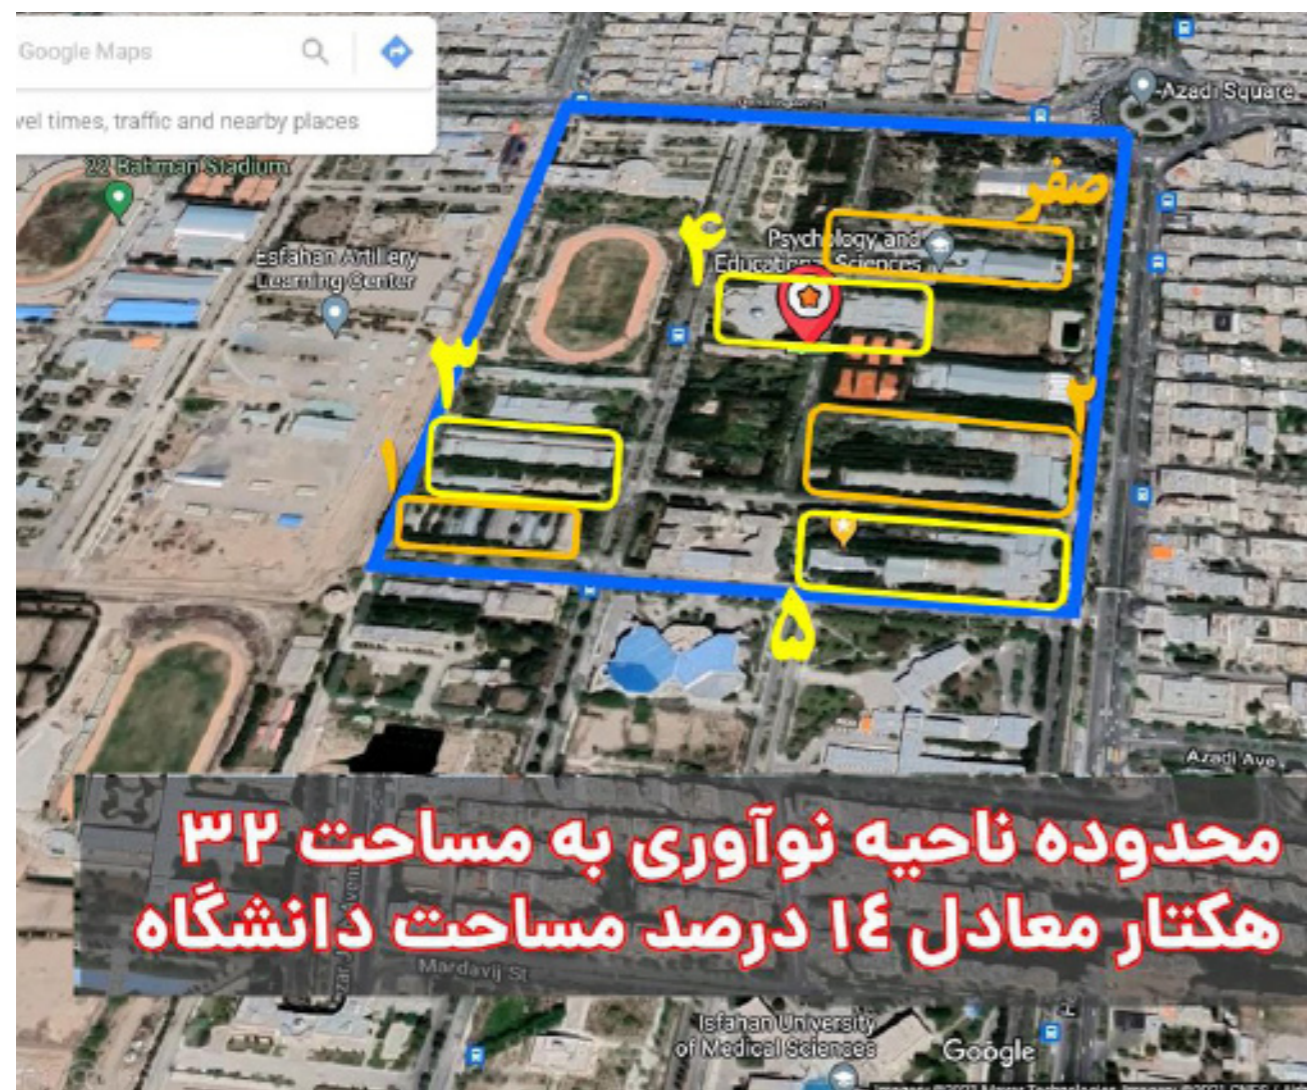 Google Maps
vel times, traffic and nearby places
Azadi Square
22 Bahman Stadium
صفر
۴
Psychology and
Educational Sciences
Esfahan Artillery
Learning Center
۳
۲
۱
۵
Azadi Ave
محدوده ناحیه نوآوری به مساحت ۳۲
هکتار معادل ١٤ درصد مساحت دانشگاه
Mardavij St
Isfahan University
of Medical Sciences
Google